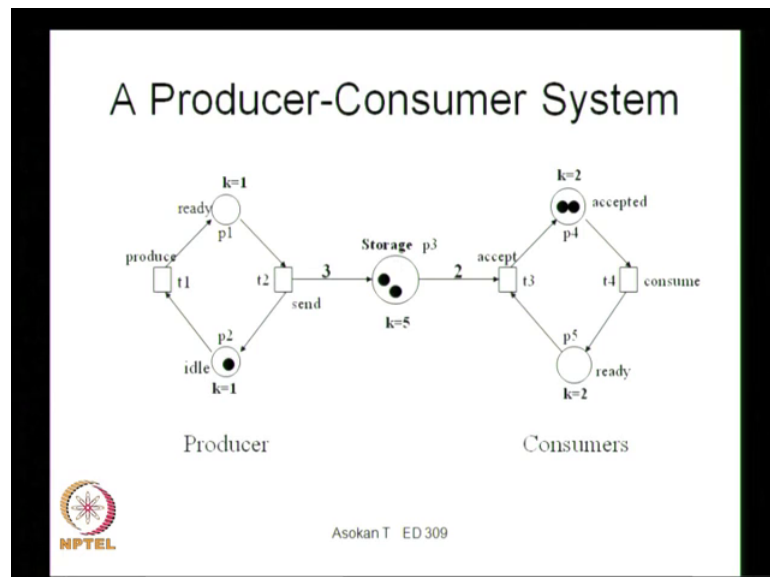 A Producer-Consumer System
k=1
ready
p1
produce
t1
t2
send
3
p2
idle
k=1
Storage p3
k=5
2
k=2
accepted
p4
accept
t3
t4
consume
p5
ready
k=2
Producer
Consumers
NPTEL
Asokan T ED 309